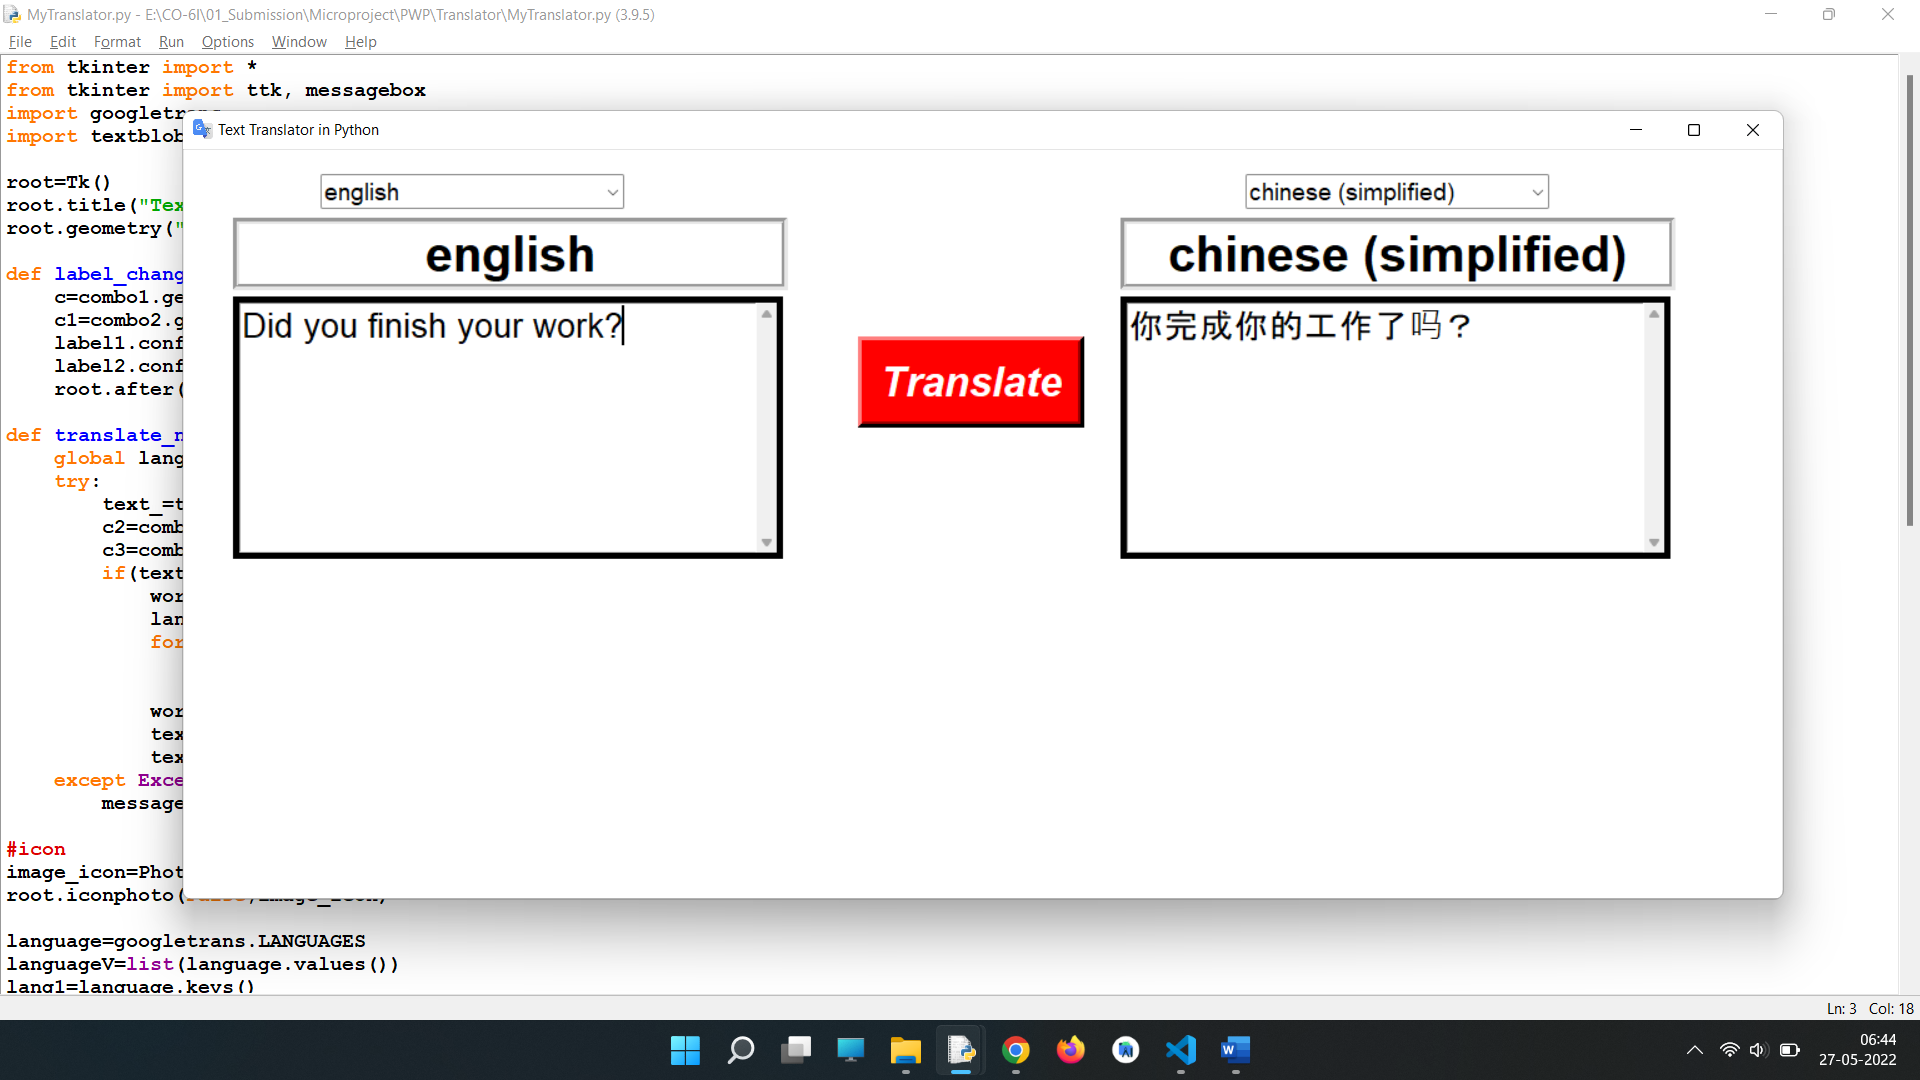 MyTranslator.py - E:\CO-6I\01_Submission\Microproject\PWP\Translator\MyTranslator.py (3.9.5)
File Edit Format Run Options Window Help
from tkinter import *
from tkinter import ttk, messagebox
import googletrans
import textblob
Text Translator in Python
root=Tk()
root.title("Tex
root.geometry("
english
chinese (simplified)
english
chinese (simplified)
Did you finish your work?
你完成你的工作了吗？
Translate
def label_chang
c=combo1.ge
c1=combo2.g
label1.conf
label2.conf
root.after(
def translate_n
global lang
try:
text_=t
c2=comb
c3=comb
if(text
wor
lan
for
wor
tex
tex
except Exce
message
#icon
image_icon=Phot
root.iconphoto(False,image_icon)
language=googletrans.LANGUAGES
languageV=list(language.values())
lang1=language.keys()
Ln: 3 Col: 18
06:44
27-05-2022